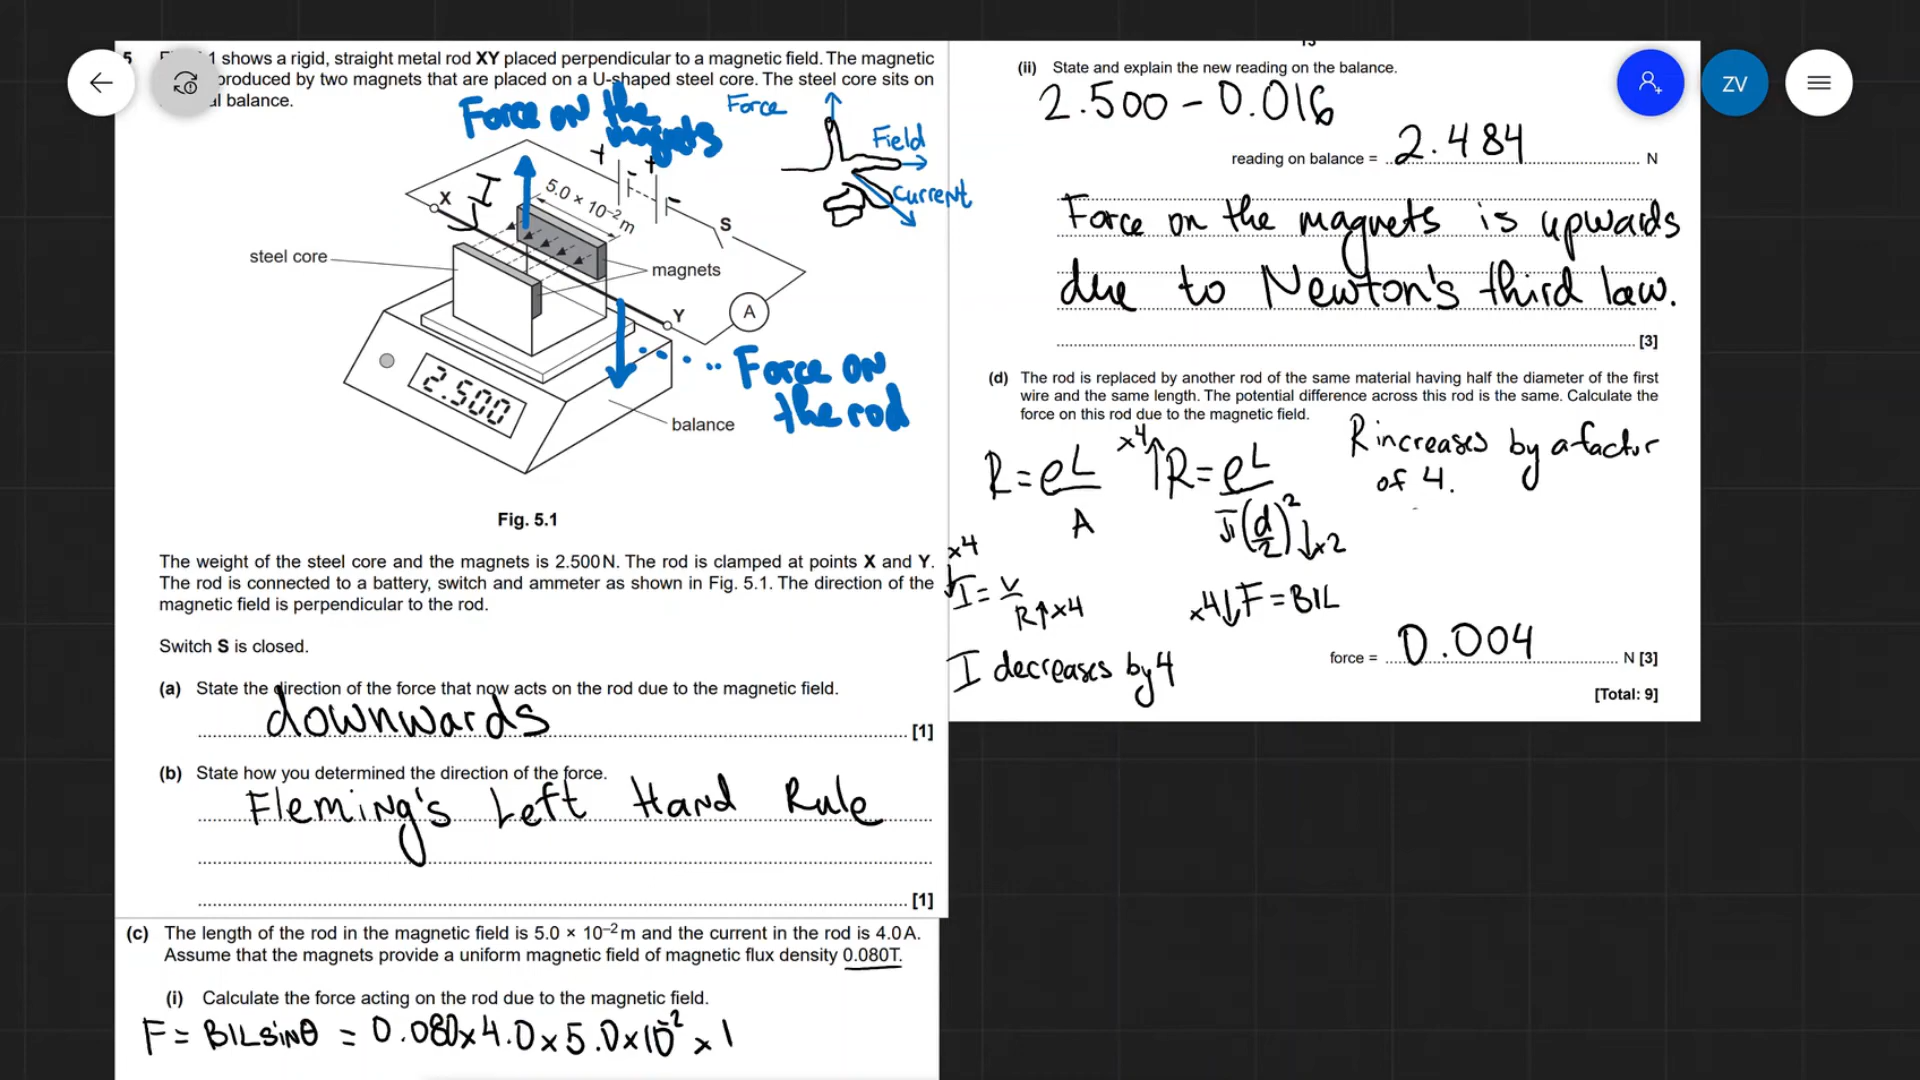 5
1 shows a rigid, straight metal rod XY placed perpendicular to a magnetic field. The magnetic
produced by two magnets that are placed on a U-shaped steel core. The steel core sits on
al balance.
Force on the
magnets
Force
Field
Current
+
+
I
X
5.0 × 10⁻² m
S
steel core
magnets
Y
A
2.500
Force on
the rod
balance
Fig. 5.1
The weight of the steel core and the magnets is 2.500 N. The rod is clamped at points X and Y.
The rod is connected to a battery, switch and ammeter as shown in Fig. 5.1. The direction of the
magnetic field is perpendicular to the rod.
Switch S is closed.
(a) State the direction of the force that now acts on the rod due to the magnetic field.
downwards
[1]
(b) State how you determined the direction of the force.
Fleming's Left Hand Rule
[1]
(c) The length of the rod in the magnetic field is 5.0 × 10⁻² m and the current in the rod is 4.0 A.
Assume that the magnets provide a uniform magnetic field of magnetic flux density 0.080T.
(i) Calculate the force acting on the rod due to the magnetic field.
F = BILsinθ = 0.080×4.0×5.0×10⁻² × 1
(ii) State and explain the new reading on the balance.
2.500 - 0.016
reading on balance = 2.484 N
Force on the magnets is upwards
due to Newton's third law.
[3]
(d) The rod is replaced by another rod of the same material having half the diameter of the first
wire and the same length. The potential difference across this rod is the same. Calculate the
force on this rod due to the magnetic field.
R = ρL/A
×4↑R = ρL/π(d/2)²↓×2
R increases by a factor
of 4.
×4
↓I = V/R↑×4
×4↓F = BIL
I decreases by 4
force = 0.004 N [3]
[Total: 9]
ZV